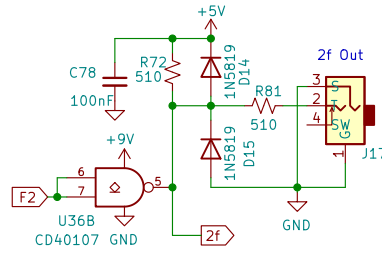 +5V
2f Out
R72
510
C78
100nF
1N5819
D14
R81
510
3
S
2
T
4
SW
G
1
J17
1N5819
D15
+9V
F2
6
7
5
2f
U36B
CD40107
GND
GND